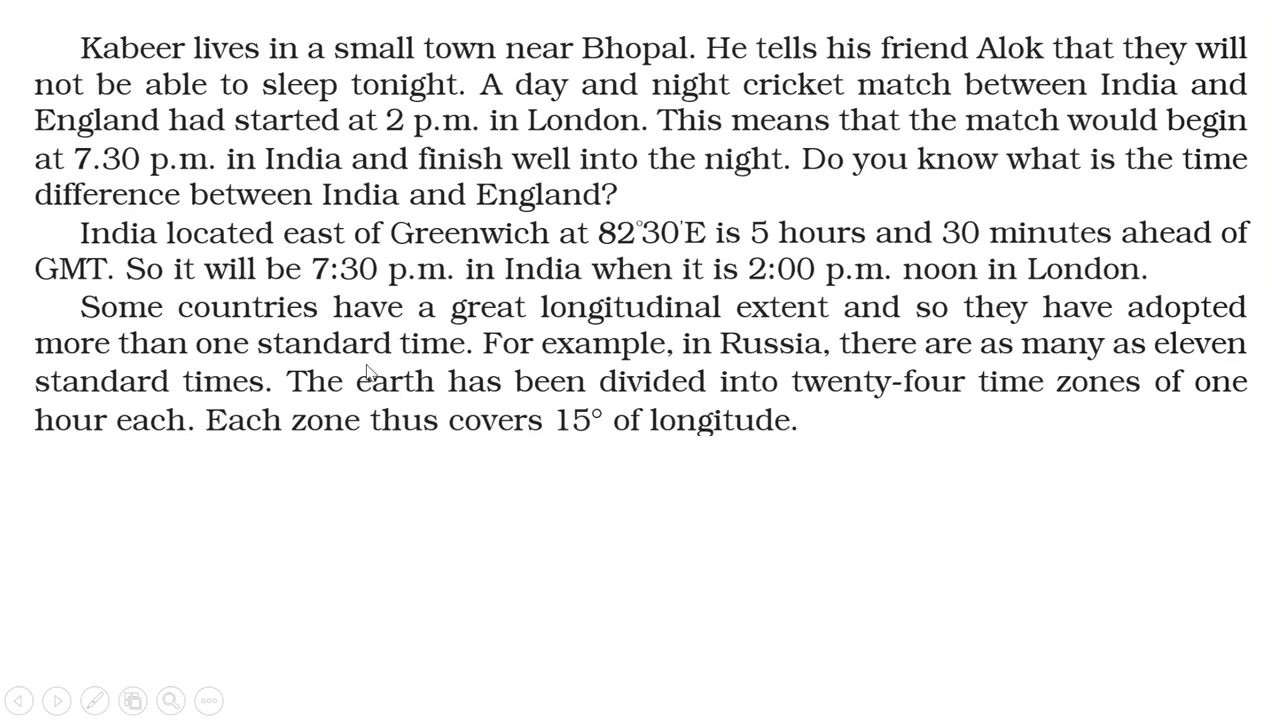 Kabeer lives in a small town near Bhopal. He tells his friend Alok that they will
not be able to sleep tonight. A day and night cricket match between India and
England had started at 2 p.m. in London. This means that the match would begin
at 7.30 p.m. in India and finish well into the night. Do you know what is the time
difference between India and England?
India located east of Greenwich at 82°30'E is 5 hours and 30 minutes ahead of
GMT. So it will be 7:30 p.m. in India when it is 2:00 p.m. noon in London.
Some countries have a great longitudinal extent and so they have adopted
more than one standard time. For example, in Russia, there are as many as eleven
standard times. The earth has been divided into twenty-four time zones of one
hour each. Each zone thus covers 15° of longitude.